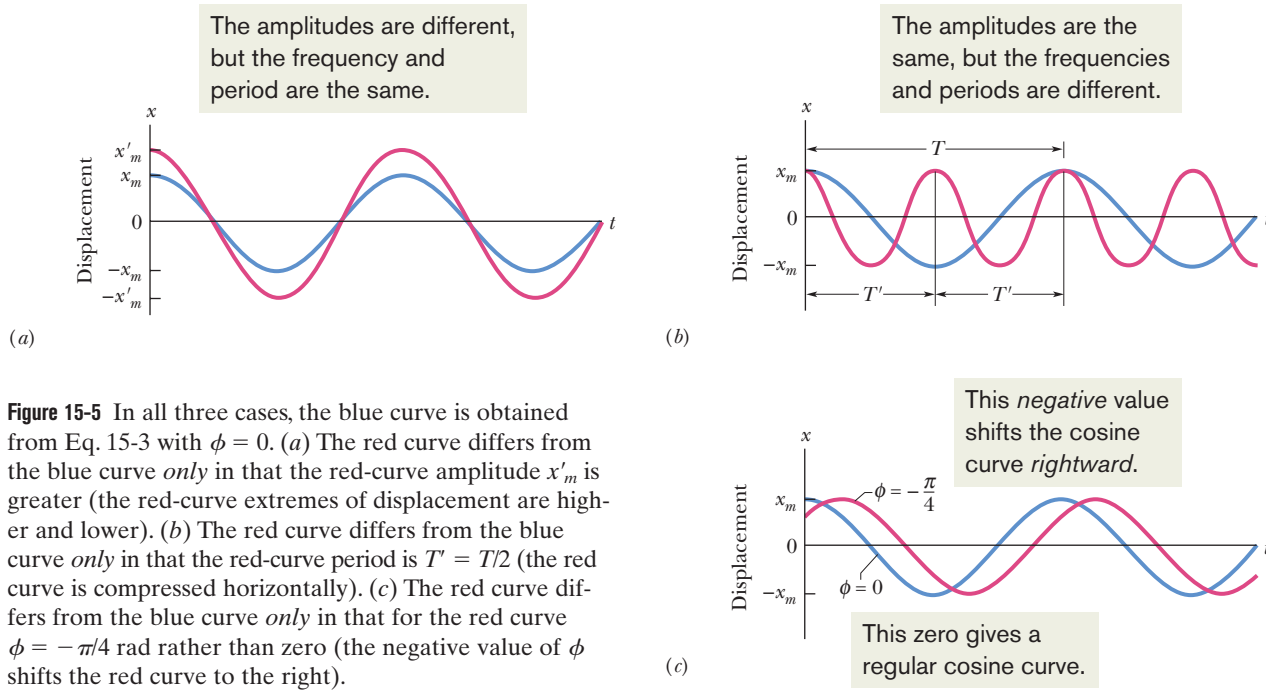 The amplitudes are different,
but the frequency and
period are the same.
x
x′m
xm
0
−xm
−x′m
Displacement
t
(a)
The amplitudes are the
same, but the frequencies
and periods are different.
x
T
xm
0
−xm
Displacement
t
T′ T′
(b)
Figure 15-5 In all three cases, the blue curve is obtained
from Eq. 15-3 with ϕ = 0. (a) The red curve differs from
the blue curve only in that the red-curve amplitude x′m is
greater (the red-curve extremes of displacement are high-
er and lower). (b) The red curve differs from the blue
curve only in that the red-curve period is T′ = T/2 (the red
curve is compressed horizontally). (c) The red curve dif-
fers from the blue curve only in that for the red curve
ϕ = −π/4 rad rather than zero (the negative value of ϕ
shifts the red curve to the right).
This negative value
shifts the cosine
curve rightward.
x
ϕ = −π/4
xm
0
−xm
Displacement
t
ϕ = 0
This zero gives a
regular cosine curve.
(c)